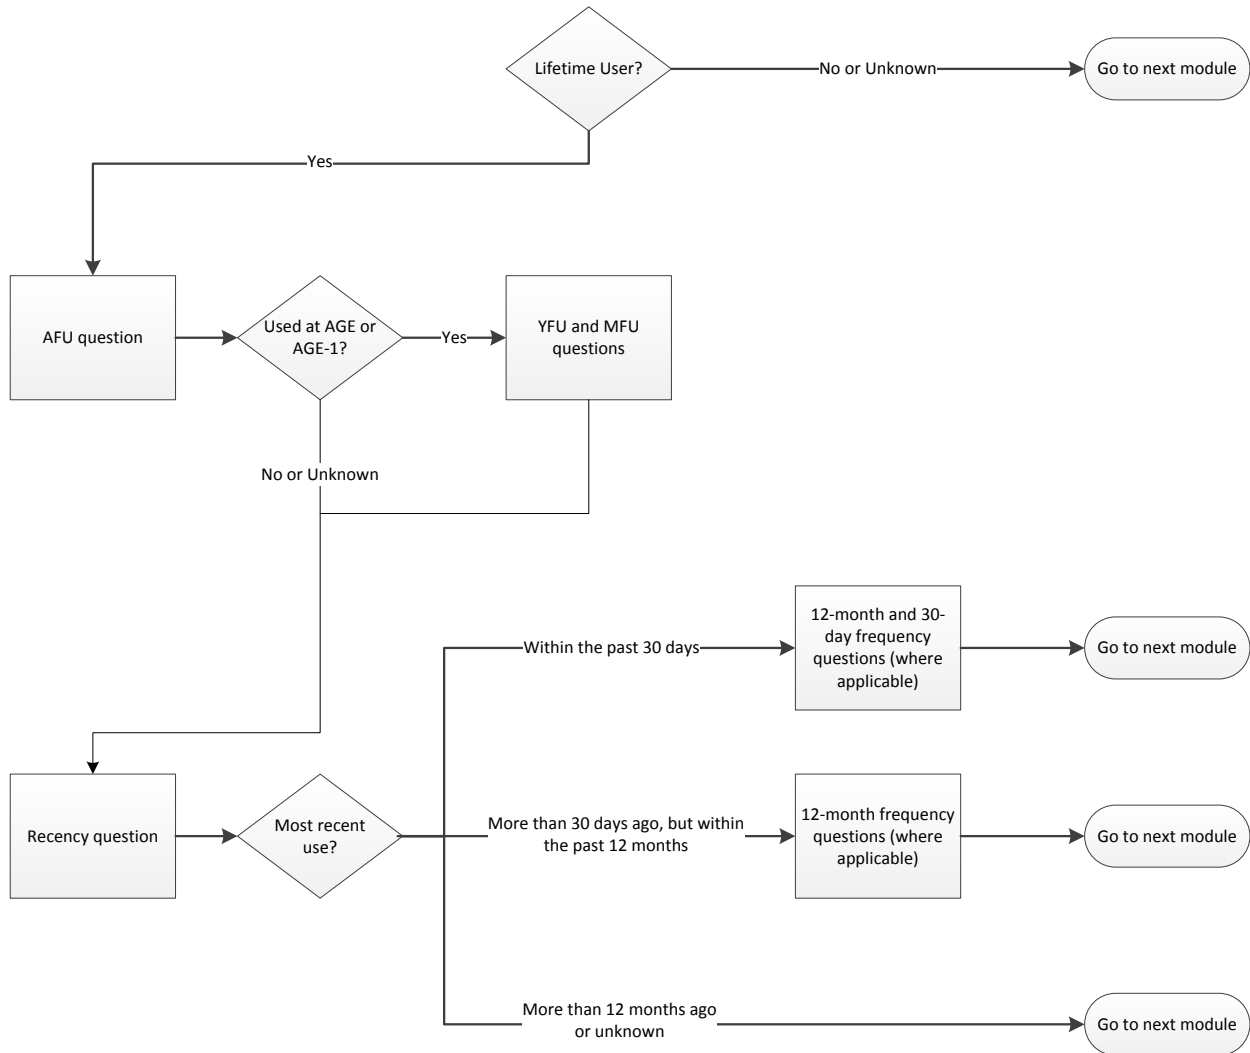 Lifetime User?
No or Unknown
Go to next module
Yes
AFU question
Used at AGE or
AGE-1?
Yes
YFU and MFU
questions
No or Unknown
Within the past 30 days
12-month and 30-
day frequency
questions (where
applicable)
Go to next module
Recency question
Most recent
use?
More than 30 days ago, but within
the past 12 months
12-month frequency
questions (where
applicable)
Go to next module
More than 12 months ago
or unknown
Go to next module